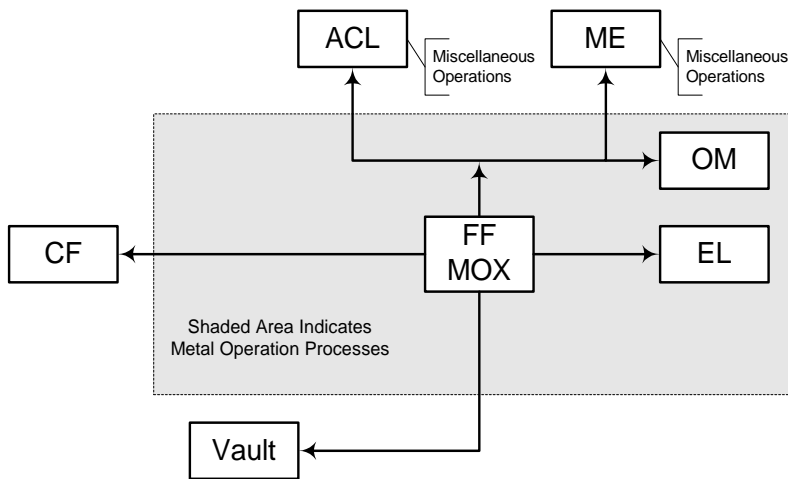 ACL
Miscellaneous
Operations
ME
Miscellaneous
Operations
OM
CF
FF
MOX
EL
Shaded Area Indicates
Metal Operation Processes
Vault